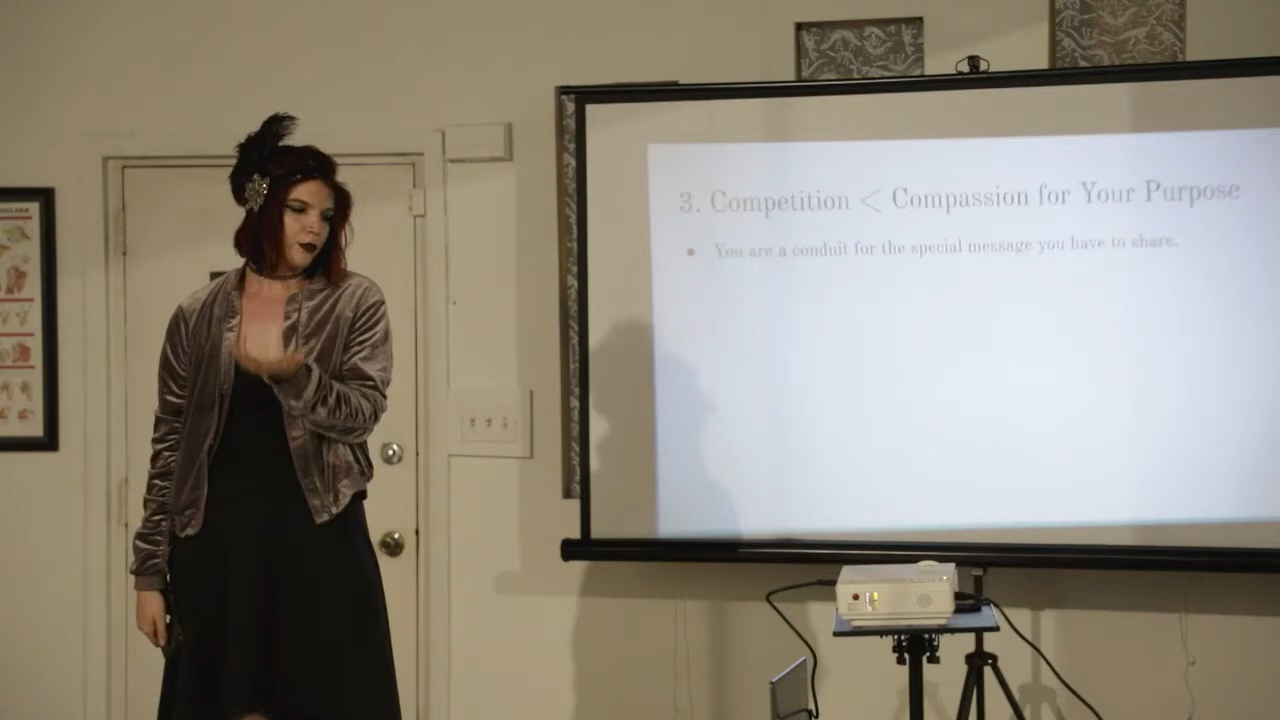 3. Competition < Compassion for Your Purpose
• You are a conduit for the special message you have to share.